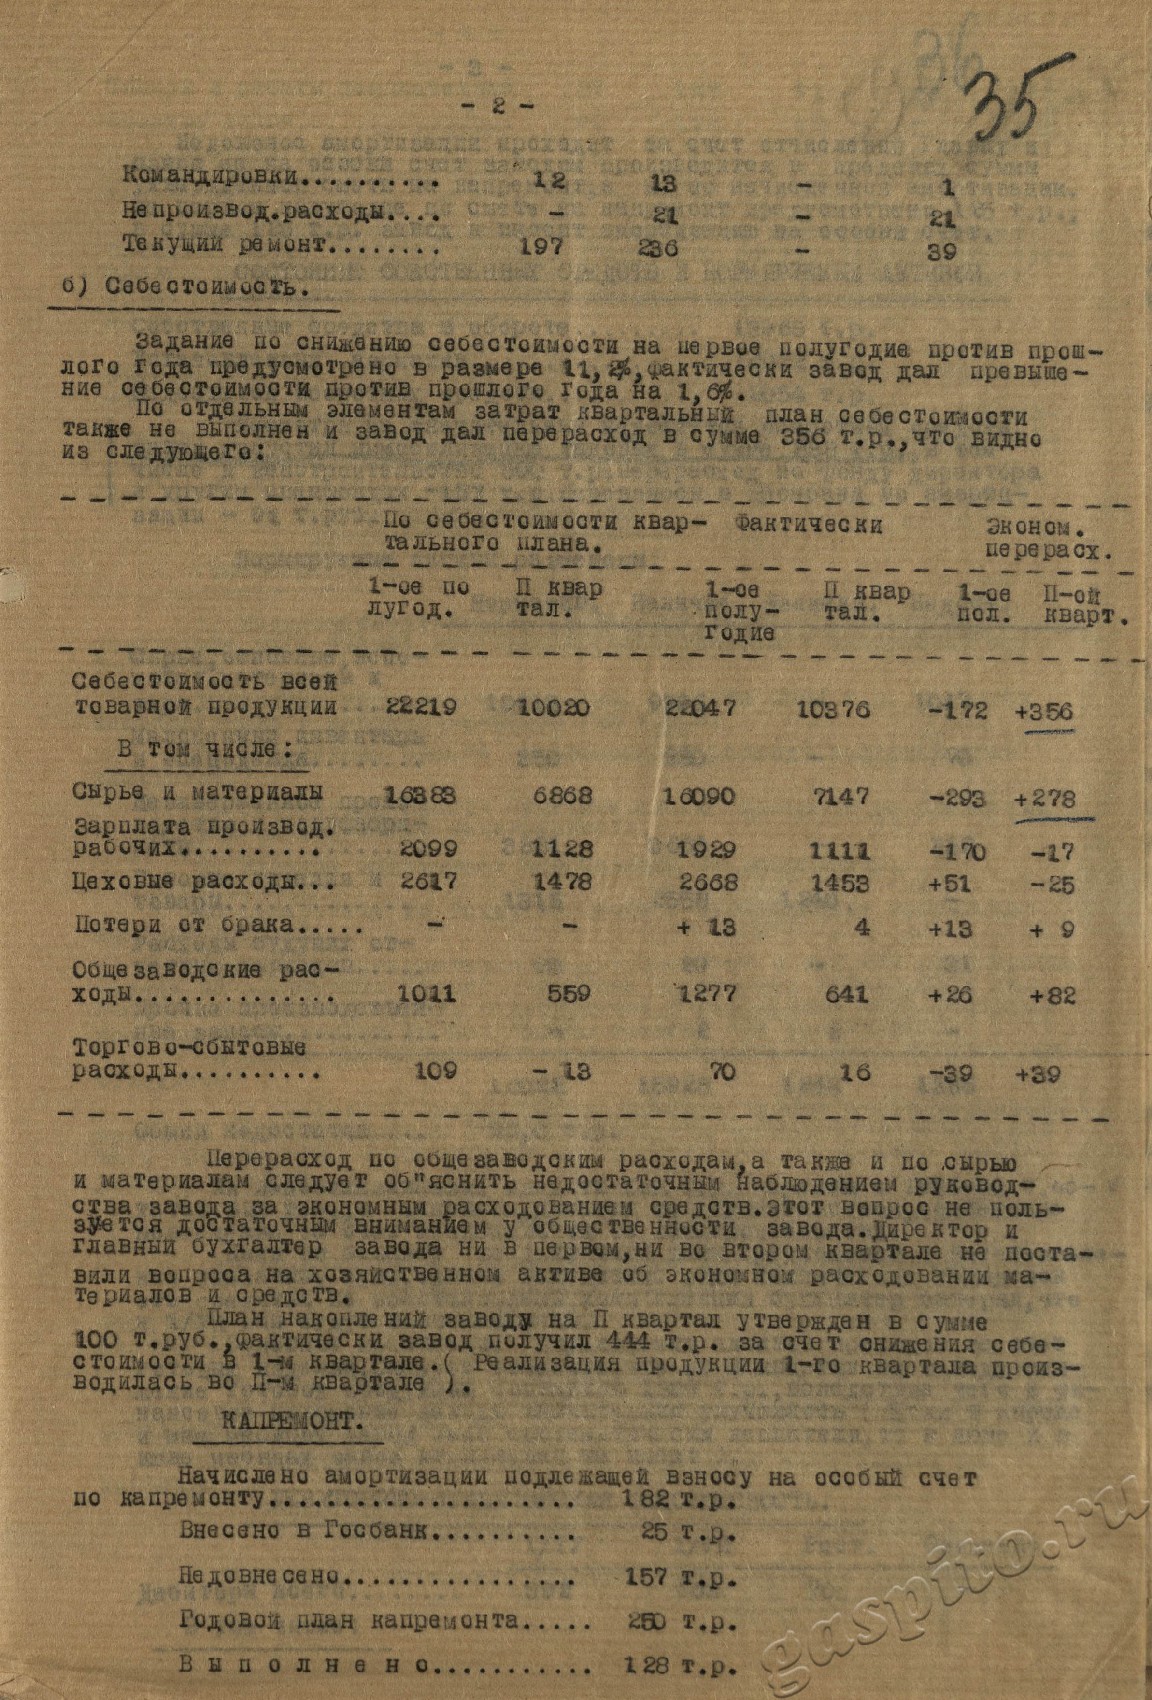 35
- 2 -
Командировки.......... 12 13 - 1
Непроизвод.расходы.... - 21 - 21
Текущий ремонт........ 197 236 - 39
б) Себестоимость.
Задание по снижению себестоимости на первое полугодие против прош-
лого года предусмотрено в размере 11,2%,фактически завод дал превыше-
ние себестоимости против прошлого года на 1,6%.
По отдельным элементам затрат квартальный план себестоимости
также не выполнен и завод дал перерасход в сумме 356 т.р.,что видно
из следующего:
По себестоимости квар- Фактически Эконом.
тального плана. перерасх.
1-ое по П квар 1-ое П квар 1-ое П-ой
лугод. тал. полу- тал. пол. кварт.
годие
Себестоимость всей
товарной продукции 22219 10020 22047 10376 -172 +356
В том числе:
Сырье и материалы 16383 6868 16090 7147 -293 +278
Зарплата производ.
рабочих.......... 2099 1128 1929 1111 -170 -17
Цеховые расходы... 2617 1478 2668 1453 +51 -25
Потери от брака..... - - + 13 4 +13 + 9
Общезаводские рас-
ходы.............. 1011 559 1277 641 +26 +82
Торгово-сбытовые
расходы.......... 109 - 13 70 16 -39 +39
Перерасход по общезаводским расходам,а также и по сырью
и материалам следует об"яснить недостаточным наблюдением руковод-
ства завода за экономным расходованием средств.Этот вопрос не поль-
зуется достаточным вниманием у общественности завода.Директор и
главный бухгалтер завода ни в первом,ни во втором квартале не поста-
вили вопроса на хозяйственном активе об экономном расходовании ма-
териалов и средств.
План накоплений заводу на П квартал утвержден в сумме
100 т.руб.,фактически завод получил 444 т.р. за счет снижения себе-
стоимости в 1-м квартале.( Реализация продукции 1-го квартала произ-
водилась во П-м квартале ).
КАПРЕМОНТ.
Начислено амортизации подлежащей взносу на особый счет
по капремонту...................... 182 т.р.
Внесено в Госбанк.......... 25 т.р.
Недовнесено................ 157 т.р.
Годовой план капремонта..... 250 т.р.
В ы п о л н е н о........... 128 т.р.
gaspito.ru